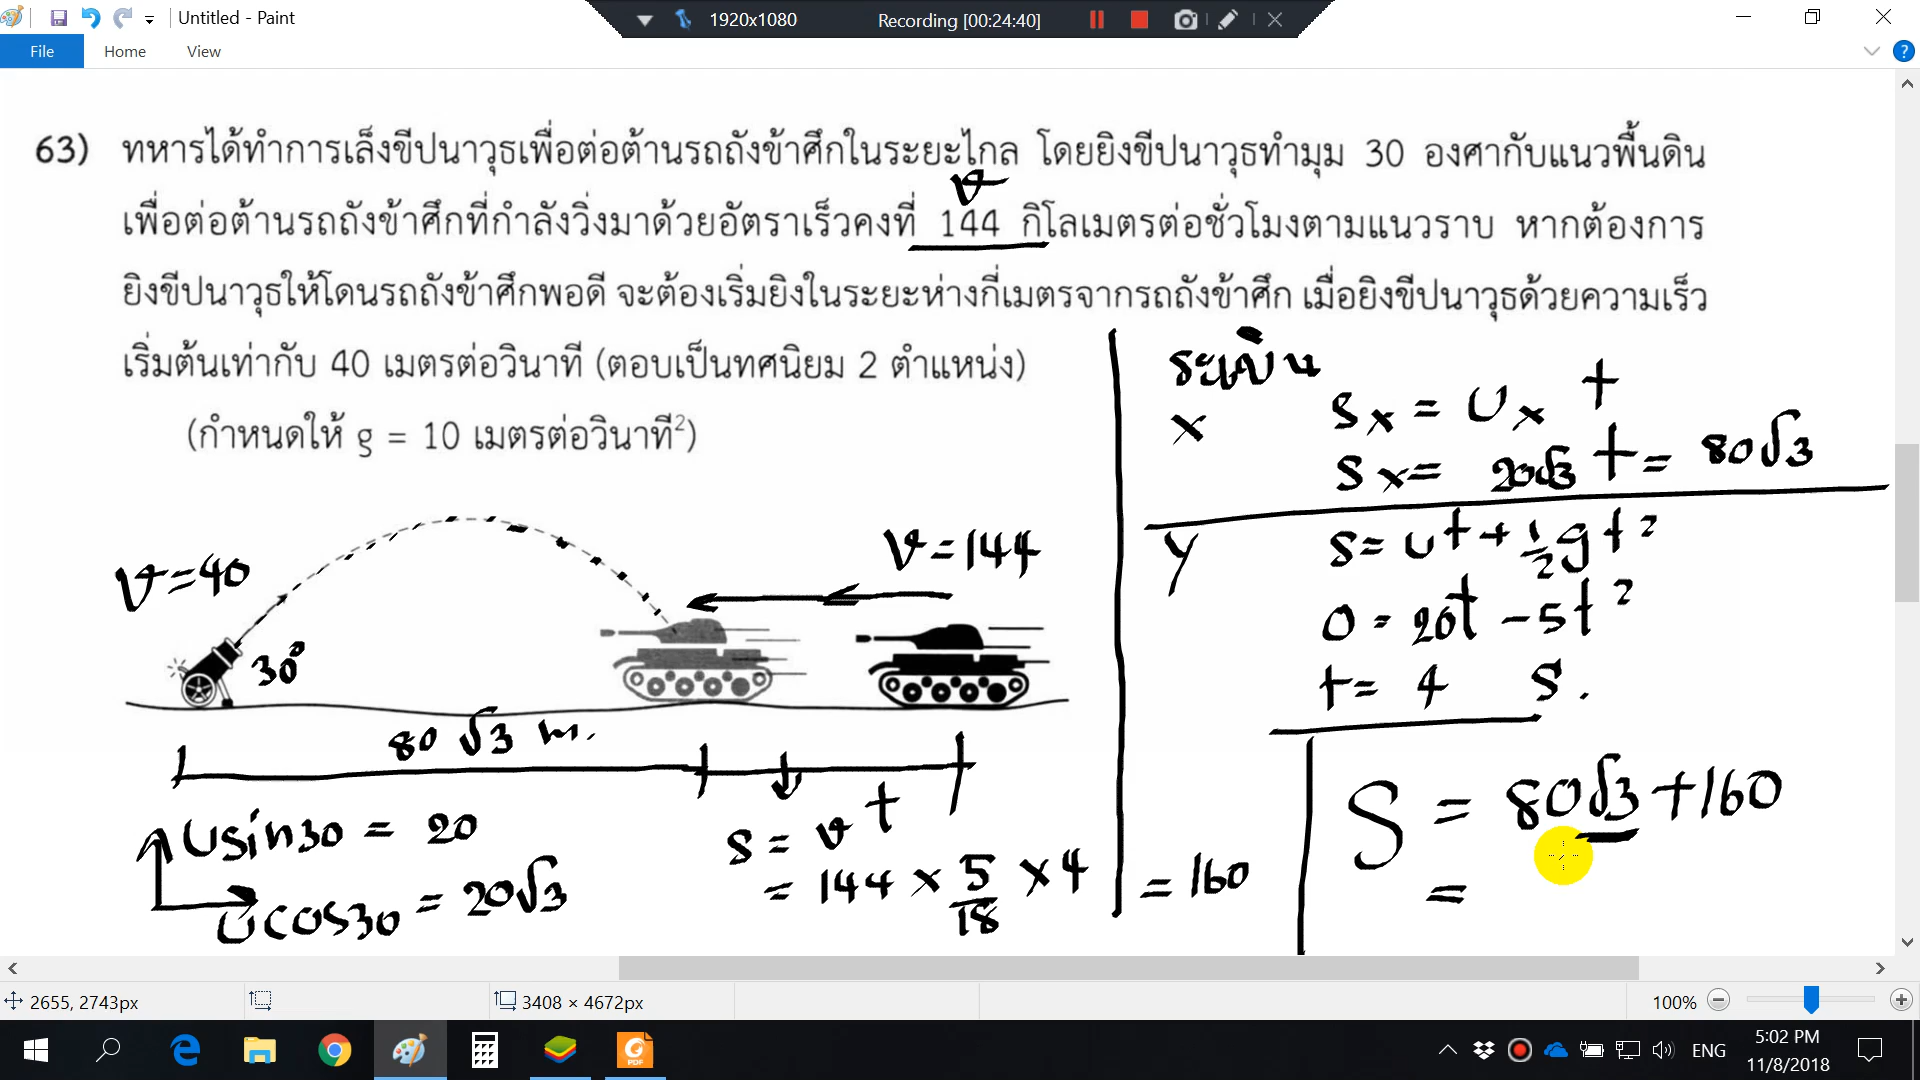 Untitled - Paint
1920x1080
Recording [00:24:40]
File Home View
63) ทหารได้ทำการเล็งขีปนาวุธเพื่อต่อต้านรถถังข้าศึกในระยะไกล โดยยิงขีปนาวุธทำมุม 30 องศากับแนวพื้นดิน
v
เพื่อต่อต้านรถถังข้าศึกที่กำลังวิ่งมาด้วยอัตราเร็วคงที่ 144 กิโลเมตรต่อชั่วโมงตามแนวราบ หากต้องการ
ยิงขีปนาวุธให้โดนรถถังข้าศึกพอดี จะต้องเริ่มยิงในระยะห่างกี่เมตรจากรถถังข้าศึก เมื่อยิงขีปนาวุธด้วยความเร็ว
เริ่มต้นเท่ากับ 40 เมตรต่อวินาที (ตอบเป็นทศนิยม 2 ตำแหน่ง)
(กำหนดให้ g = 10 เมตรต่อวินาที²)
v=40
30°
v=144
80 √3 m.
usin30 = 20
ucos30 = 20√3
s = v t
= 144 × 5/18 × 4 = 160
ระเบิน
x
Sx = Ux t
Sx = 20√3 t = 80√3
y
s = ut + ½gt²
0 = 20t - 5t²
t = 4 s.
S = 80√3 + 160
=
2655, 2743px
3408 × 4672px
100%
ENG
5:02 PM
11/8/2018